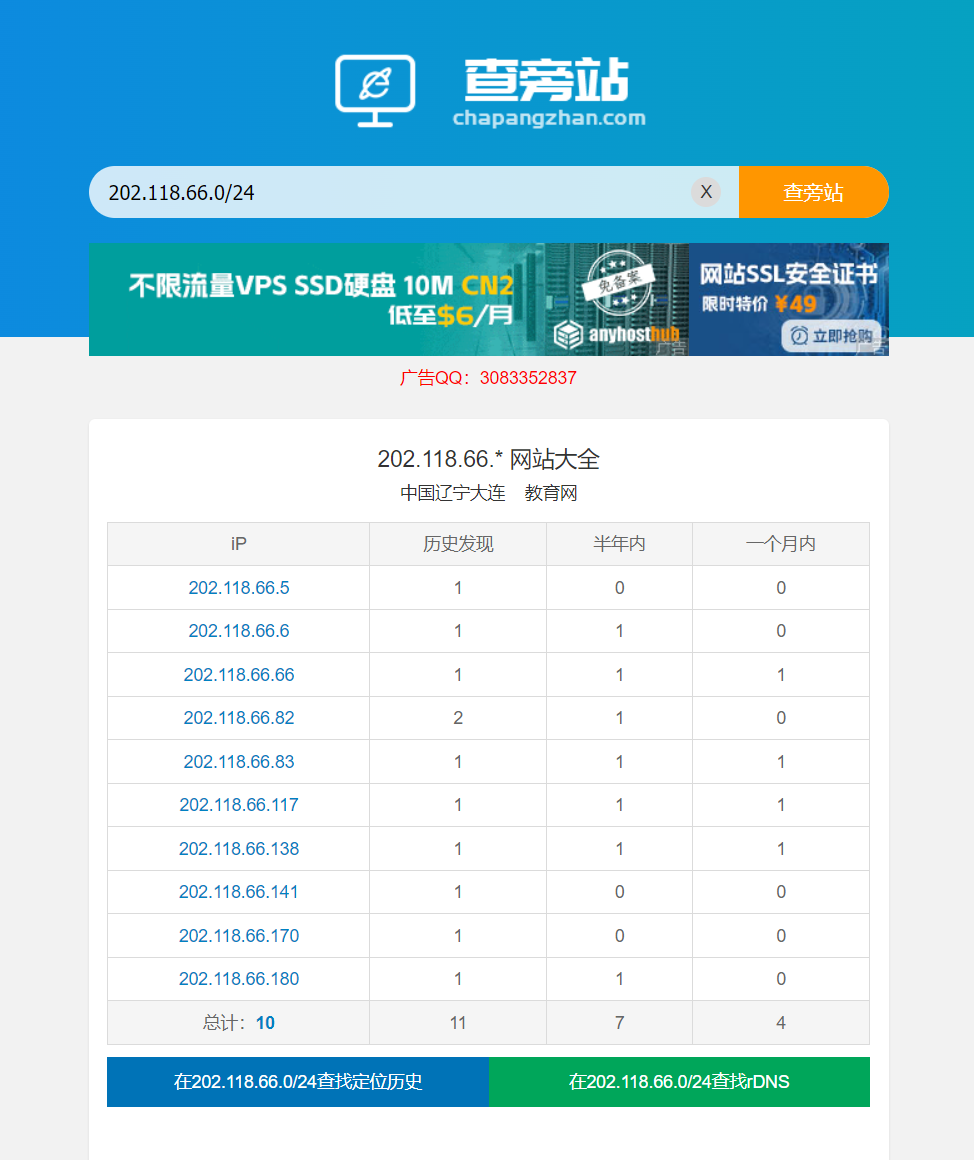 查旁站
chapangzhan.com
202.118.66.0/24 X 查旁站
不限流量VPS SSD硬盘 10M CN2
低至$6/月
免备案
anyhosthub
广告
网站SSL安全证书
限时特价 ¥49
立即抢购
广告
广告QQ：3083352837
202.118.66.* 网站大全
中国辽宁大连 教育网
iP 历史发现 半年内 一个月内
202.118.66.5 1 0 0
202.118.66.6 1 1 0
202.118.66.66 1 1 1
202.118.66.82 2 1 0
202.118.66.83 1 1 1
202.118.66.117 1 1 1
202.118.66.138 1 1 1
202.118.66.141 1 0 0
202.118.66.170 1 0 0
202.118.66.180 1 1 0
总计：10 11 7 4
在202.118.66.0/24查找定位历史 在202.118.66.0/24查找rDNS